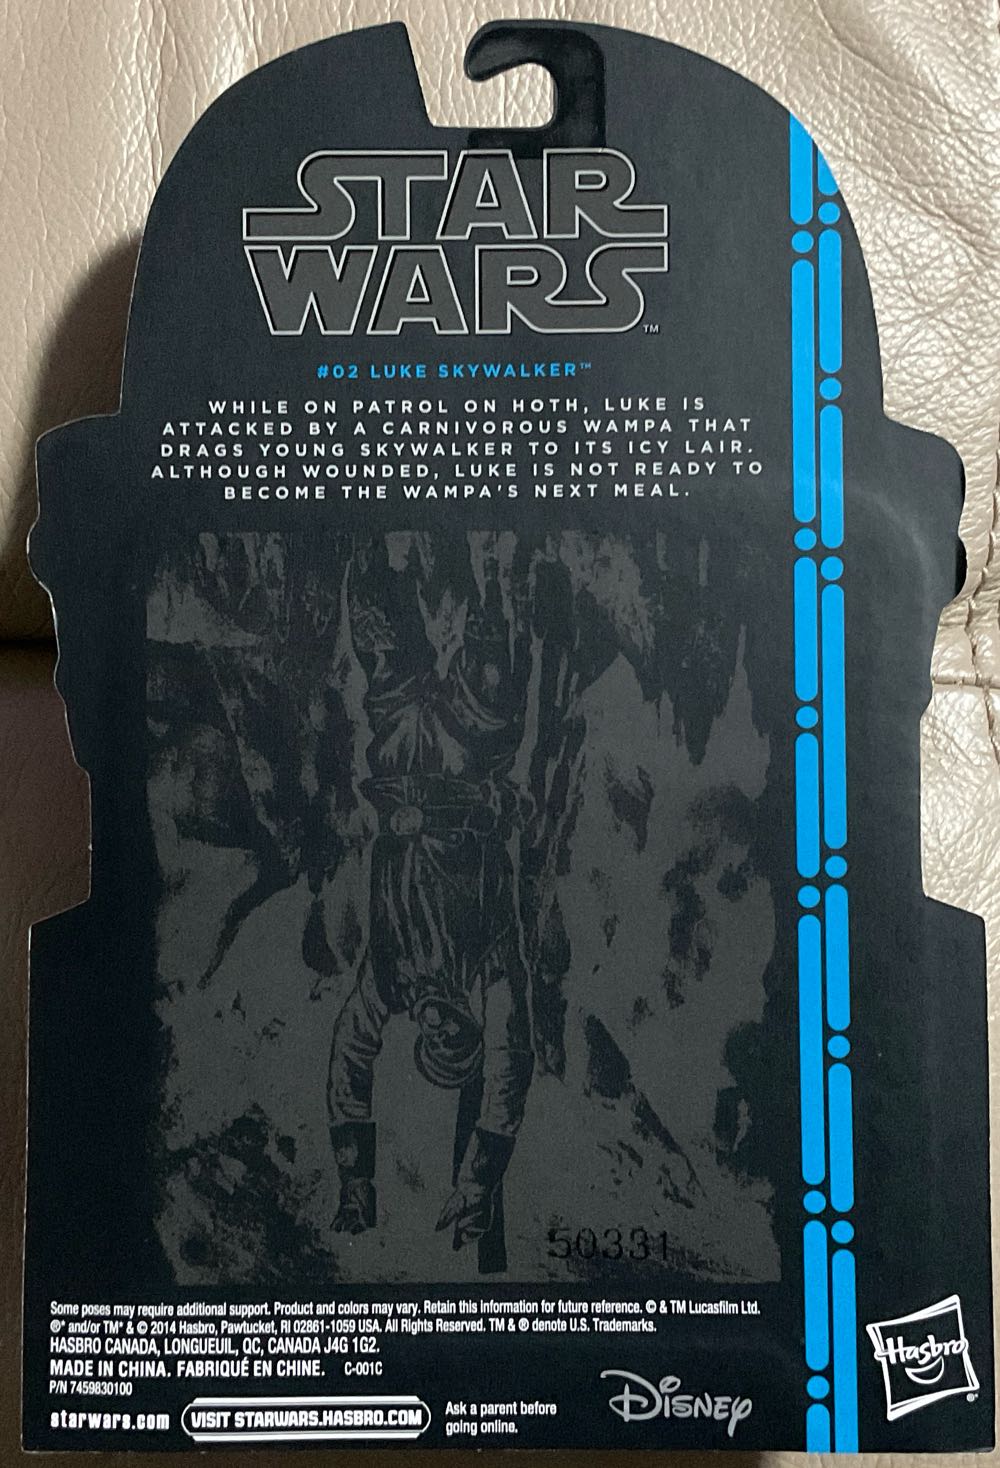 STAR
WARS
TM
#02 LUKE SKYWALKER™
WHILE ON PATROL ON HOTH, LUKE IS
ATTACKED BY A CARNIVOROUS WAMPA THAT
DRAGS YOUNG SKYWALKER TO ITS ICY LAIR.
ALTHOUGH WOUNDED, LUKE IS NOT READY TO
BECOME THE WAMPA'S NEXT MEAL.
50331
Some poses may require additional support. Product and colors may vary. Retain this information for future reference. © & TM Lucasfilm Ltd.
®* and/or TM* & © 2014 Hasbro, Pawtucket, RI 02861-1059 USA. All Rights Reserved. TM & ® denote U.S. Trademarks.
HASBRO CANADA, LONGUEUIL, QC, CANADA J4G 1G2.
MADE IN CHINA. FABRIQUÉ EN CHINE. C-001C
P/N 7459830100
starwars.com VISIT STARWARS.HASBRO.COM Ask a parent before
going online.
Disney
Hasbro
®*